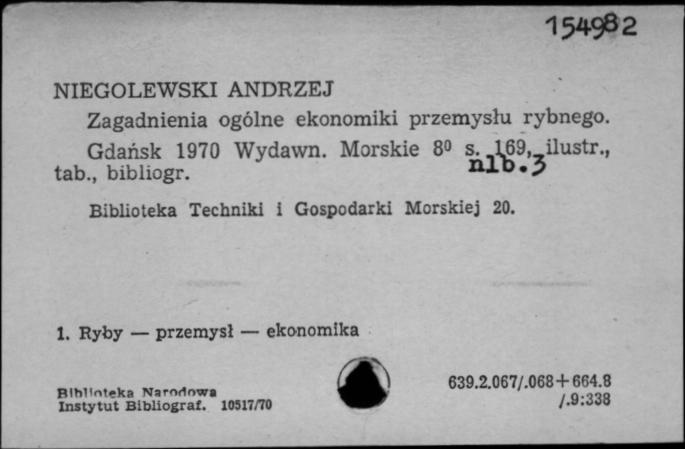 154982
NIEGOLEWSKI ANDRZEJ
Zagadnienia ogólne ekonomiki przemysłu rybnego.
Gdańsk 1970 Wydawn. Morskie 8⁰ s. 169, ilustr.,
nlb. 3
tab., bibliogr.
Biblioteka Techniki i Gospodarki Morskiej 20.
1. Ryby — przemysł — ekonomika
Biblioteka Narodowa
Instytut Bibliograf. 10517/70
639.2.067/.068+664.8
/.9:338